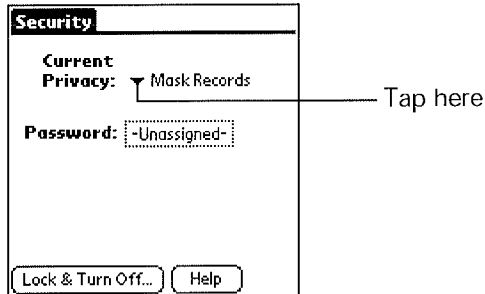 Security
Current
Privacy: Mask Records
Tap here
Password: -Unassigned-
Lock & Turn Off... Help